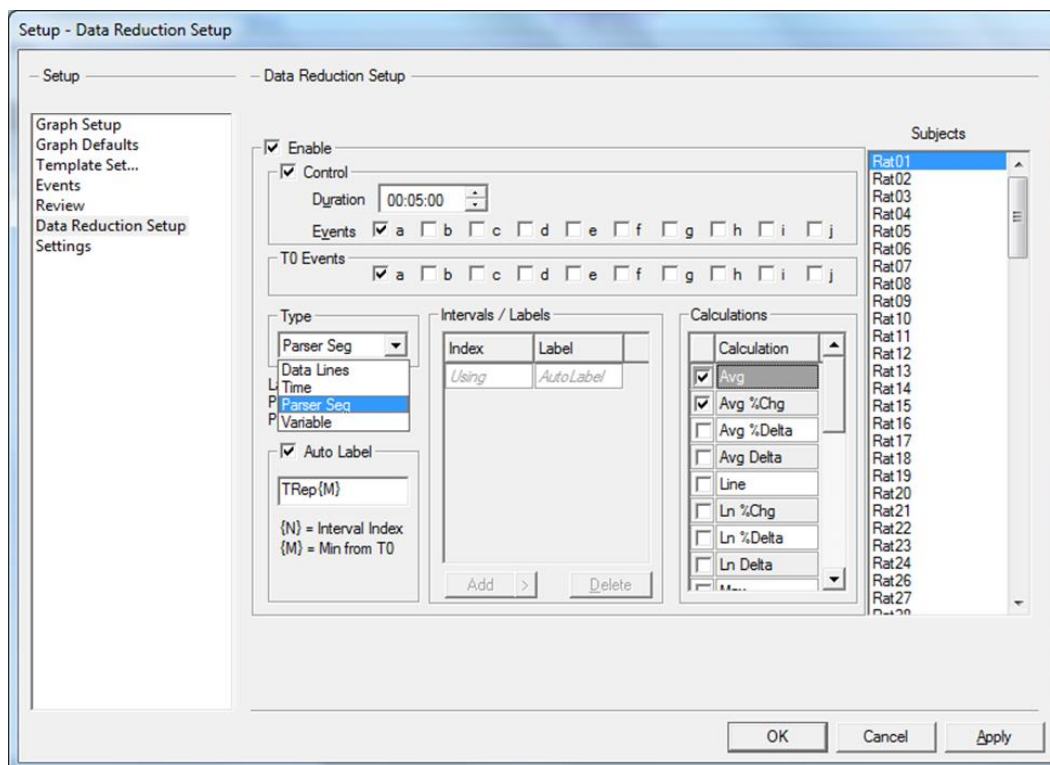 Setup - Data Reduction Setup
Setup
Graph Setup
Graph Defaults
Template Set...
Events
Review
Data Reduction Setup
Settings
Data Reduction Setup
Enable
Control
Duration 00:05:00
Events a b c d e f g h i j
T0 Events
a b c d e f g h i j
Type
Parser Seg
Data Lines
Time
Parser Seg
Variable
Auto Label
TRep{M}
{N} = Interval Index
{M} = Min from T0
Intervals / Labels
Index Label
Using AutoLabel
Add > Delete
Calculations
Calculation
Avg
Avg %Chg
Avg %Delta
Avg Delta
Line
Ln %Chg
Ln %Delta
Ln Delta
Subjects
Rat01
Rat02
Rat03
Rat04
Rat05
Rat06
Rat07
Rat08
Rat09
Rat10
Rat11
Rat12
Rat13
Rat14
Rat15
Rat16
Rat17
Rat18
Rat19
Rat20
Rat21
Rat22
Rat23
Rat24
Rat26
Rat27
OK Cancel Apply